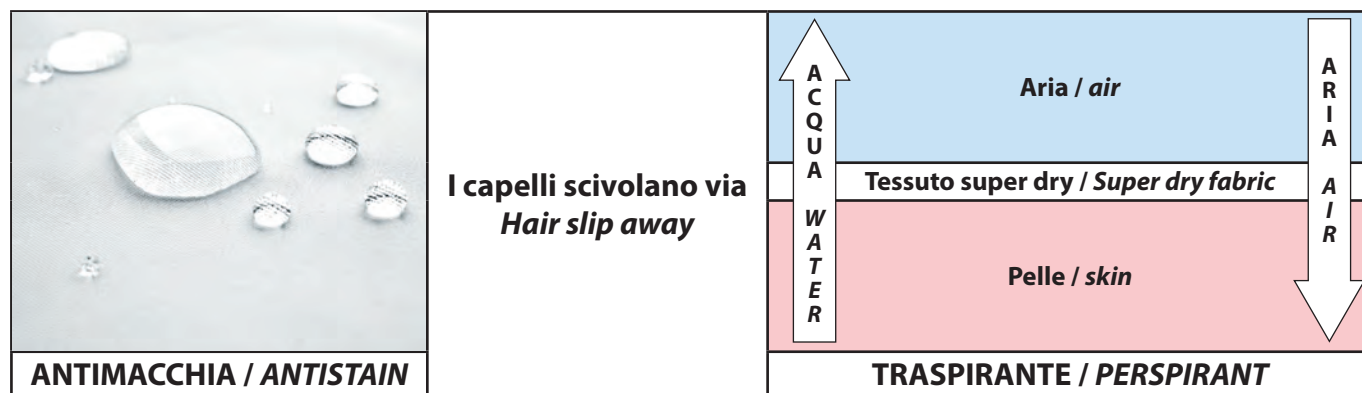 I capelli scivolano via
Hair slip away
ACQUA WATER
Aria / air
Tessuto super dry / Super dry fabric
Pelle / skin
ARIA AIR
ANTIMACCHIA / ANTISTAIN
TRASPIRANTE / PERSPIRANT